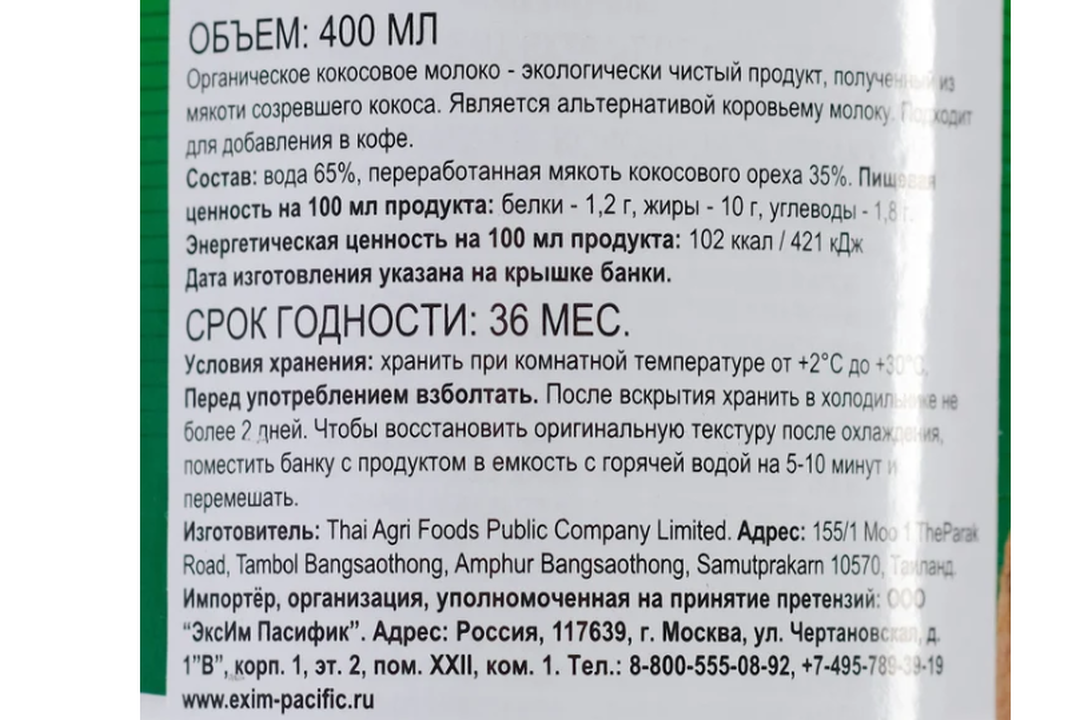 ОБЪЕМ: 400 МЛ
Органическое кокосовое молоко - экологически чистый продукт, полученный из
мякоти созревшего кокоса. Является альтернативой коровьему молоку. Подходит
для добавления в кофе.
Состав: вода 65%, переработанная мякоть кокосового ореха 35%. Пищевая
ценность на 100 мл продукта: белки - 1,2 г, жиры - 10 г, углеводы - 1,8 г.
Энергетическая ценность на 100 мл продукта: 102 ккал / 421 кДж
Дата изготовления указана на крышке банки.
СРОК ГОДНОСТИ: 36 МЕС.
Условия хранения: хранить при комнатной температуре от +2°С до +30°С.
Перед употреблением взболтать. После вскрытия хранить в холодильнике не
более 2 дней. Чтобы восстановить оригинальную текстуру после охлаждения,
поместить банку с продуктом в емкость с горячей водой на 5-10 минут и
перемешать.
Изготовитель: Thai Agri Foods Public Company Limited. Адрес: 155/1 Moo 1 TheParak
Road, Tambol Bangsaothong, Amphur Bangsaothong, Samutprakarn 10570, Таиланд.
Импортёр, организация, уполномоченная на принятие претензий: ООО
“ЭксИм Пасифик”. Адрес: Россия, 117639, г. Москва, ул. Чертановская, д.
1”В”, корп. 1, эт. 2, пом. XXII, ком. 1. Тел.: 8-800-555-08-92, +7-495-789-39-19
www.exim-pacific.ru